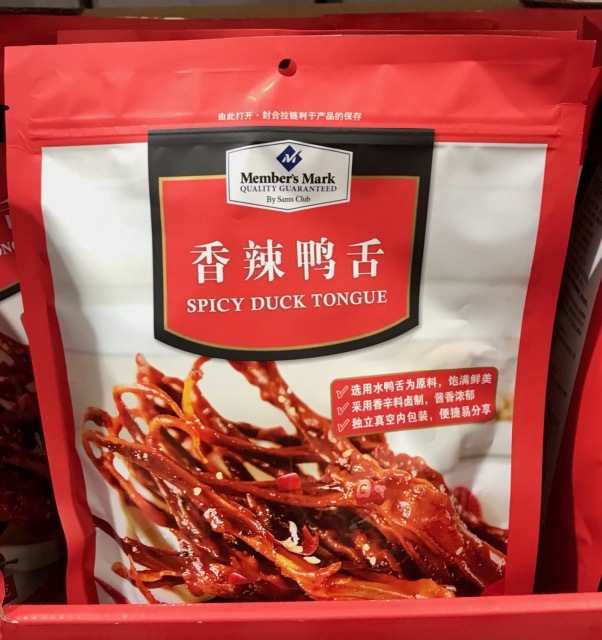 由此打开·封合拉链利于产品的保存
Member's Mark
QUALITY GUARANTEED
By Sam's Club
香辣鸭舌
SPICY DUCK TONGUE
选用水鸭舌为原料，饱满鲜美
采用香辛料卤制，酱香浓郁
独立真空内包装，便捷易分享